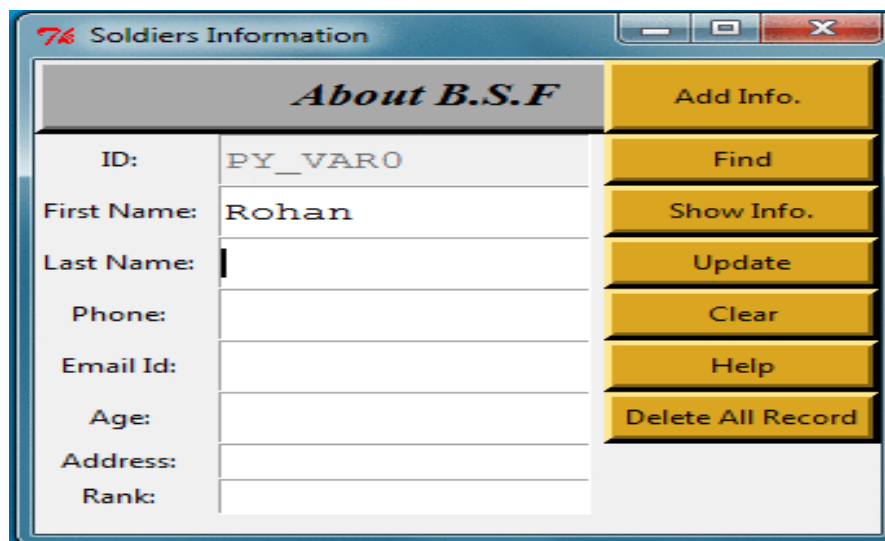 Soldiers Information
About B.S.F Add Info.
ID: PY_VAR0 Find
First Name: Rohan Show Info.
Last Name: Update
Phone: Clear
Email Id: Help
Age: Delete All Record
Address:
Rank: